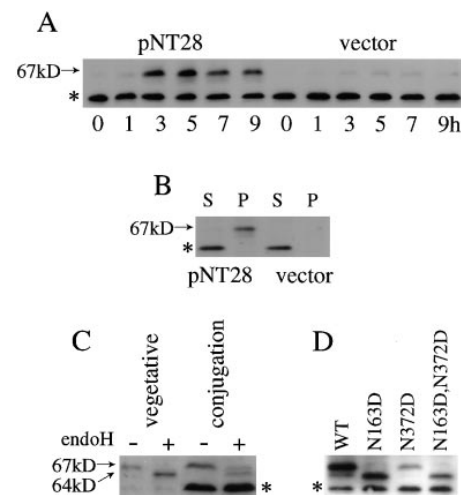 A
pNT28 vector
67kD→
*
0 1 3 5 7 9 0 1 3 5 7 9h
B
S P S P
67kD→
*
pNT28 vector
C
vegetative conjugation
endoH - + - +
67kD→
64kD
*
D
WT N163D N372D N163D,N372D
*